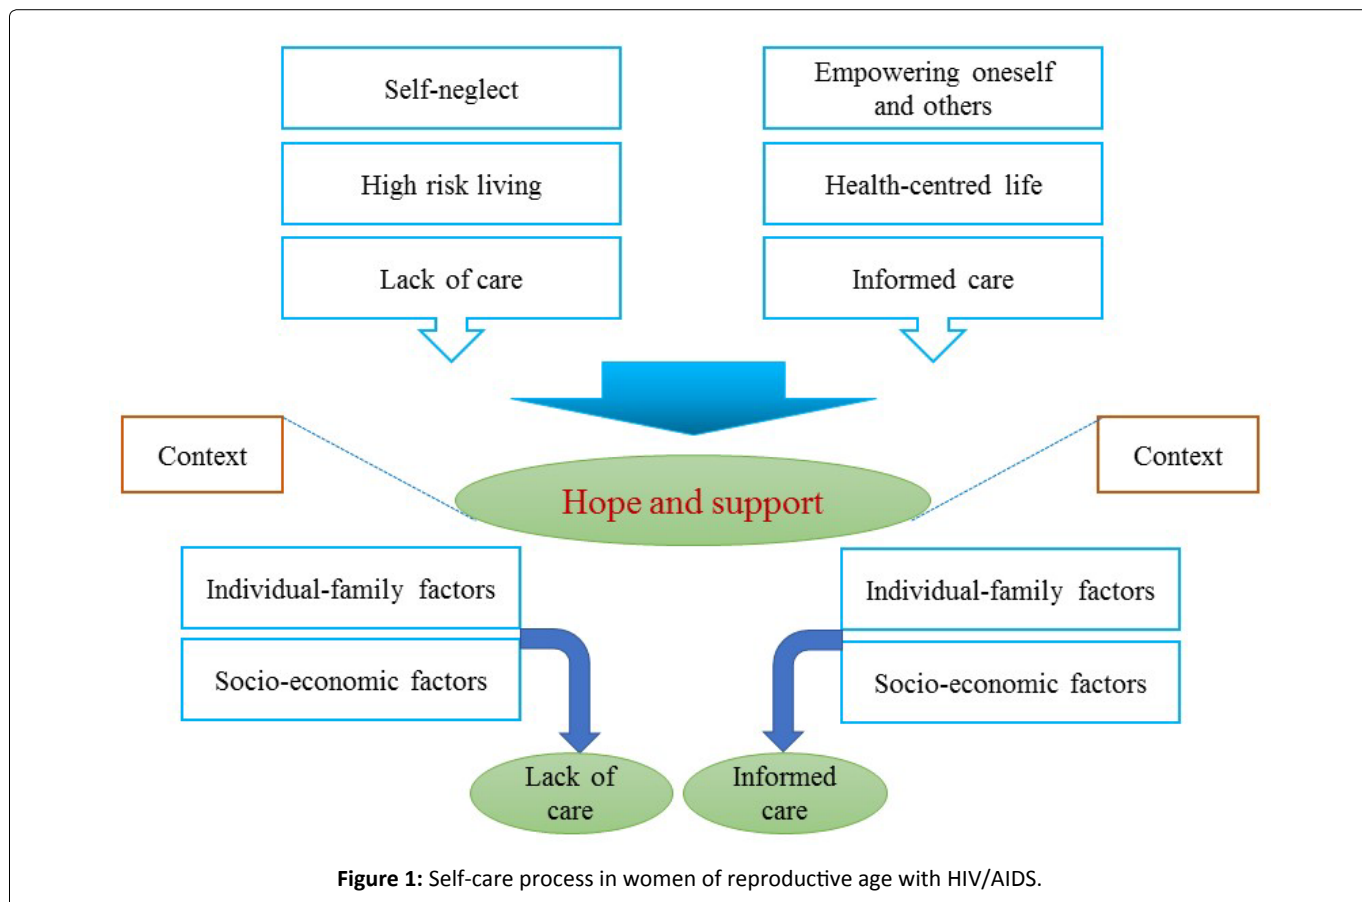 Self-neglect
Empowering oneself
and others
High risk living
Health-centred life
Lack of care
Informed care
Context
Context
Hope and support
Individual-family factors
Individual-family factors
Socio-economic factors
Socio-economic factors
Lack of
care
Informed
care
Figure 1: Self-care process in women of reproductive age with HIV/AIDS.